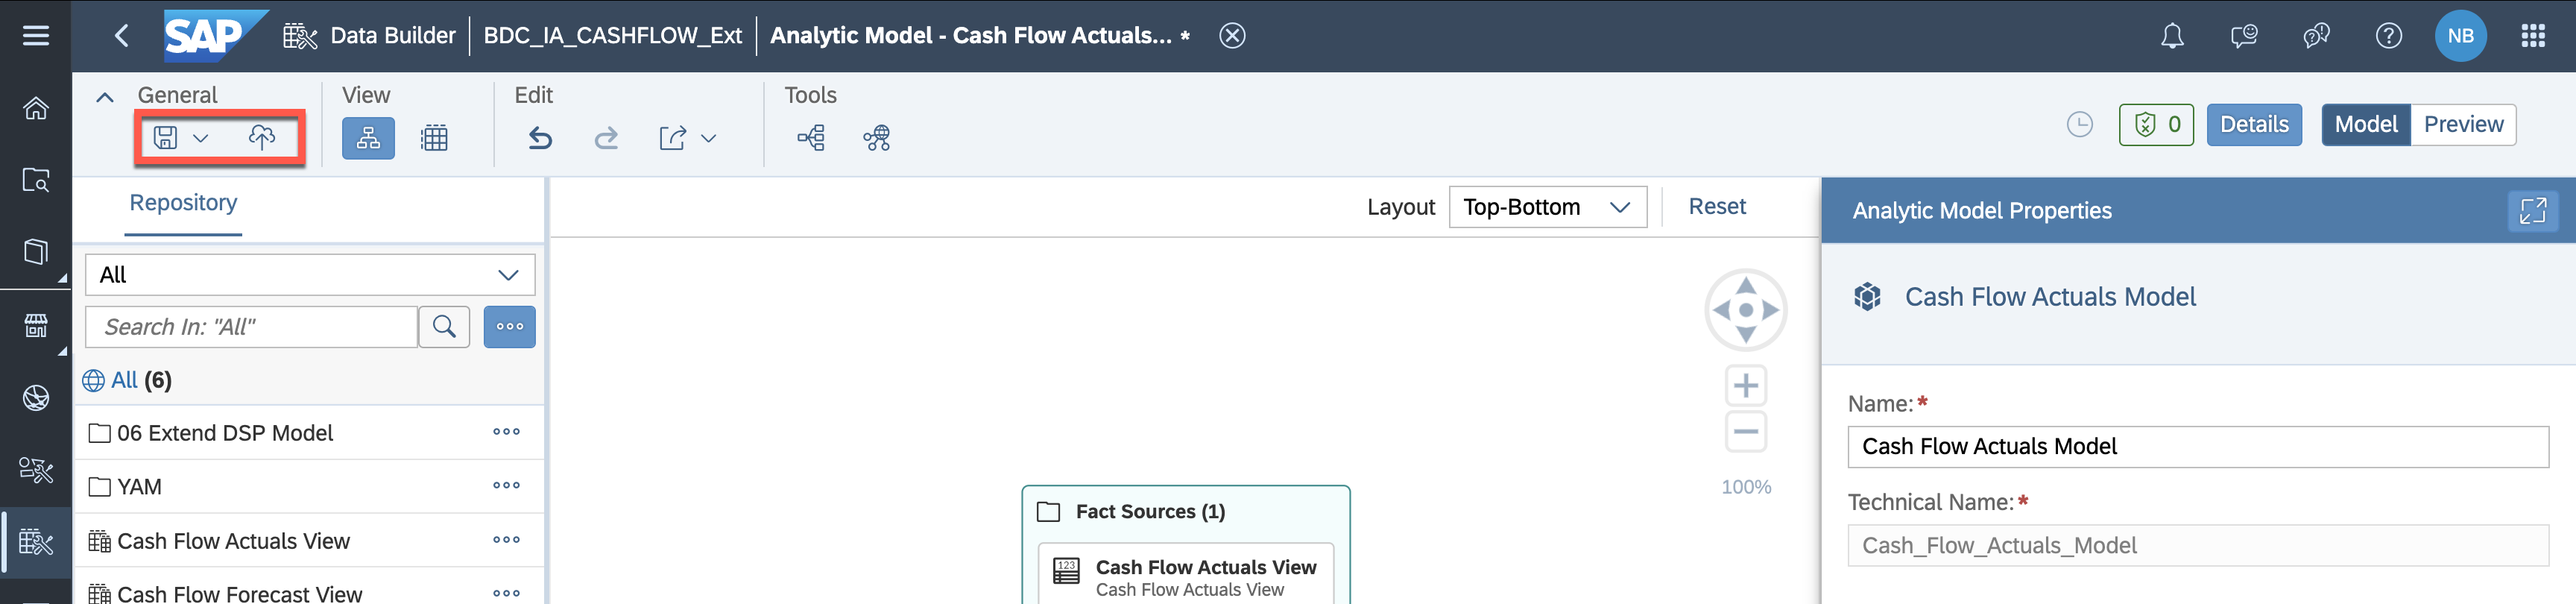 SAP
Data Builder
BDC_IA_CASHFLOW_Ext
Analytic Model - Cash Flow Actuals... *
NB
General
View
Edit
Tools
0
Details
Model
Preview
Repository
Layout
Top-Bottom
Reset
Analytic Model Properties
All
Search In: "All"
All (6)
06 Extend DSP Model
YAM
Cash Flow Actuals View
Cash Flow Forecast View
100%
Fact Sources (1)
123
Cash Flow Actuals View
Cash Flow Actuals View
Cash Flow Actuals Model
Name:*
Cash Flow Actuals Model
Technical Name:*
Cash_Flow_Actuals_Model